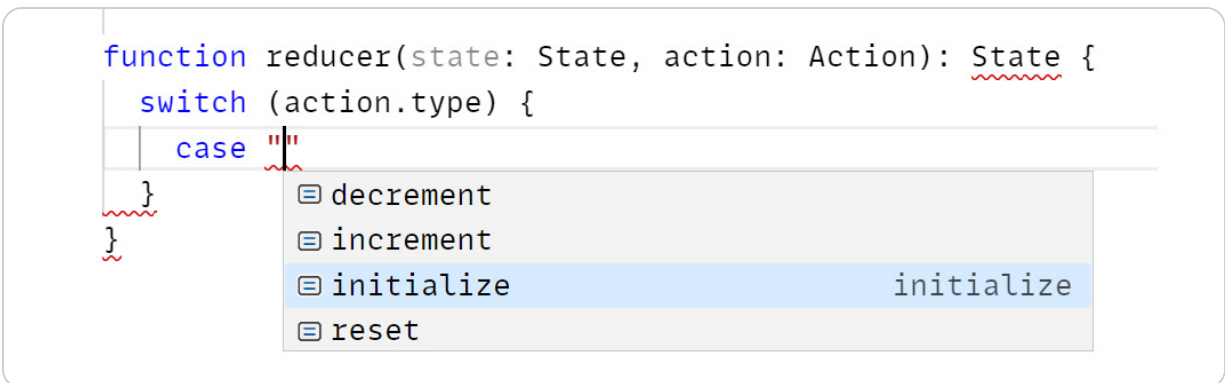 function reducer(state: State, action: Action): State {
switch (action.type) {
case ""
}
decrement
}
increment
initialize initialize
reset